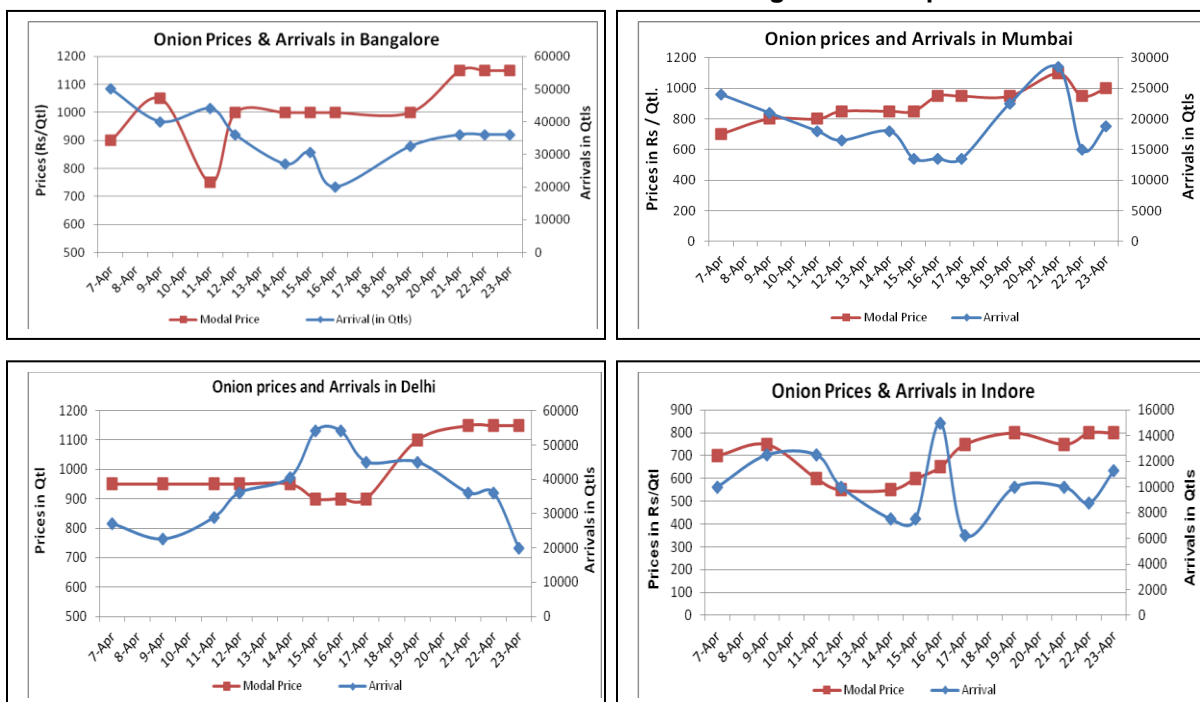 Onion Prices & Arrivals in Bangalore
1200
1100
1000
900
800
700
600
500
Prices (Rs/Qtl)
60000
50000
40000
30000
20000
10000
0
Arrivals in Qtls
7-Apr
8-Apr
9-Apr
10-Apr
11-Apr
12-Apr
13-Apr
14-Apr
15-Apr
16-Apr
17-Apr
18-Apr
19-Apr
20-Apr
21-Apr
22-Apr
23-Apr
Modal Price Arrival (in Qtls)
Onion prices and Arrivals in Mumbai
1200
1000
800
600
400
200
0
Prices in Rs / Qtl.
30000
25000
20000
15000
10000
5000
0
Arrivals in Qtls
7-Apr
8-Apr
9-Apr
10-Apr
11-Apr
12-Apr
13-Apr
14-Apr
15-Apr
16-Apr
17-Apr
18-Apr
19-Apr
20-Apr
21-Apr
22-Apr
23-Apr
Modal Price Arrival
Onion prices and Arrivals in Delhi
1200
1100
1000
900
800
700
600
500
Prices in Qtl
60000
50000
40000
30000
20000
10000
0
Arrivals in Qtls
7-Apr
8-Apr
9-Apr
10-Apr
11-Apr
12-Apr
13-Apr
14-Apr
15-Apr
16-Apr
17-Apr
18-Apr
19-Apr
20-Apr
21-Apr
22-Apr
23-Apr
Modal Price Arrival
Onion Prices & Arrivals in Indore
900
800
700
600
500
400
300
200
100
0
Prices in Rs/Qtl
16000
14000
12000
10000
8000
6000
4000
2000
0
Arrivals in Qtls
7-Apr
8-Apr
9-Apr
10-Apr
11-Apr
12-Apr
13-Apr
14-Apr
15-Apr
16-Apr
17-Apr
18-Apr
19-Apr
20-Apr
21-Apr
22-Apr
23-Apr
Modal Price Arrival